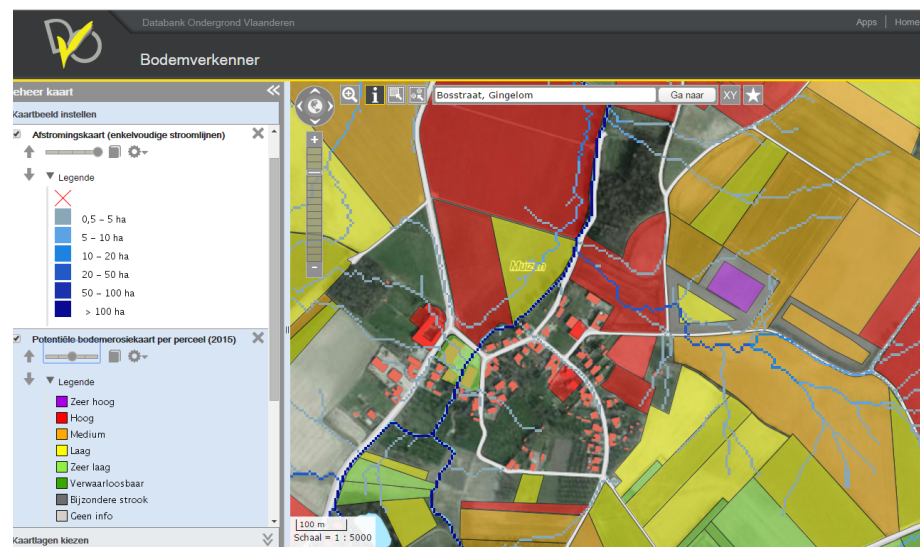 Databank Ondergrond Vlaanderen
Apps | Home
Bodemverkenner
eheer kaart
Kaartbeeld instellen
Afstromingskaart (enkelvoudige stroomlijnen)
Legende
0,5 – 5 ha
5 – 10 ha
10 – 20 ha
20 – 50 ha
50 – 100 ha
> 100 ha
Potentiële bodemerosiekaart per perceel (2015)
Legende
Zeer hoog
Hoog
Medium
Laag
Zeer laag
Verwaarloosbaar
Bijzondere strook
Geen info
Kaartlagen kiezen
Bosstraat, Gingelom
Ga naar
XY
Muizen
100 m
Schaal = 1 : 5000